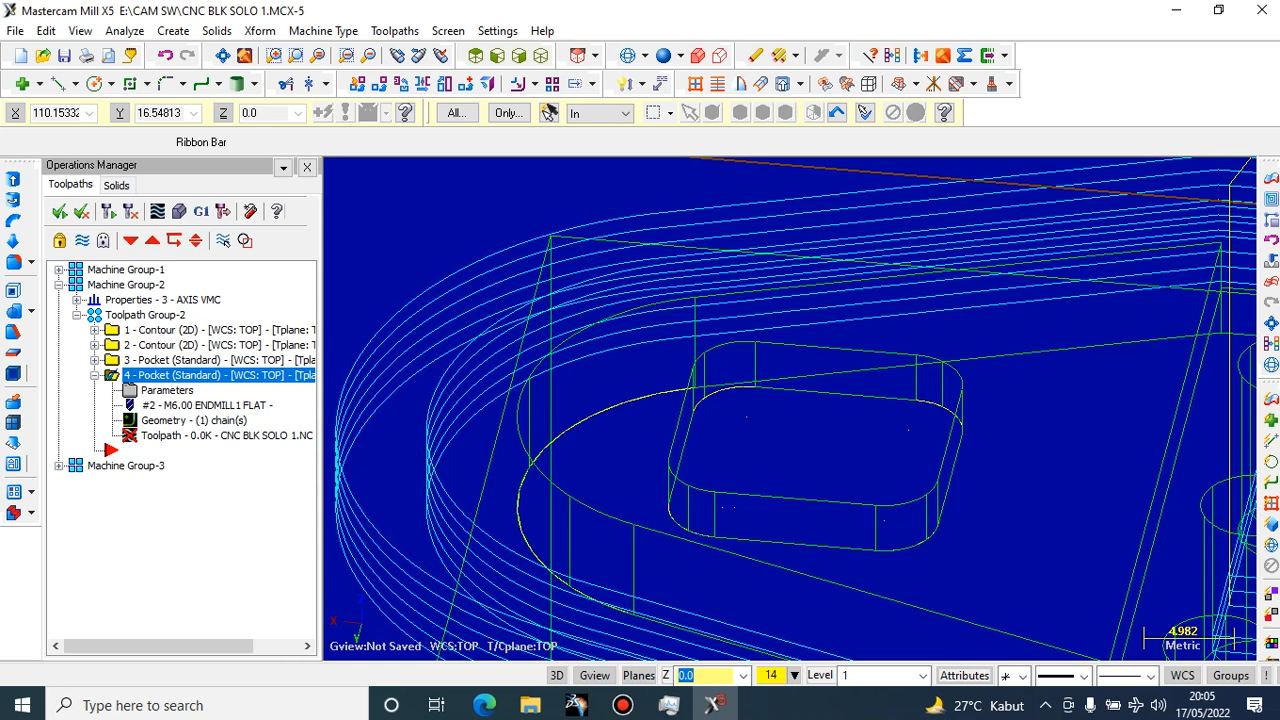 Mastercam Mill X5 E:\CAM SW\CNC BLK SOLO 1.MCX-5
File Edit View Analyze Create Solids Xform Machine Type Toolpaths Screen Settings Help
X 110.15332 Y 16.54813 Z 0.0 All... Only... In
Ribbon Bar
Operations Manager
Toolpaths Solids
G1
Machine Group-1
Machine Group-2
Properties - 3 - AXIS VMC
Toolpath Group-2
1 - Contour (2D) - [WCS: TOP] - [Tplane: T
2 - Contour (2D) - [WCS: TOP] - [Tplane: T
3 - Pocket (Standard) - [WCS: TOP] - [Tpla
4 - Pocket (Standard) - [WCS: TOP] - [Tpla
Parameters
#2 - M6.00 ENDMILL1 FLAT -
Geometry - (1) chain(s)
Toolpath - 0.0K - CNC BLK SOLO 1.NC
Machine Group-3
Z
X
Y
Gview:Not Saved WCS:TOP T/Cplane:TOP
4.982
Metric
3D Gview Planes Z 0.0 14 Level 1 Attributes WCS Groups !
Type here to search
27°C Kabut
20:05
17/05/2022